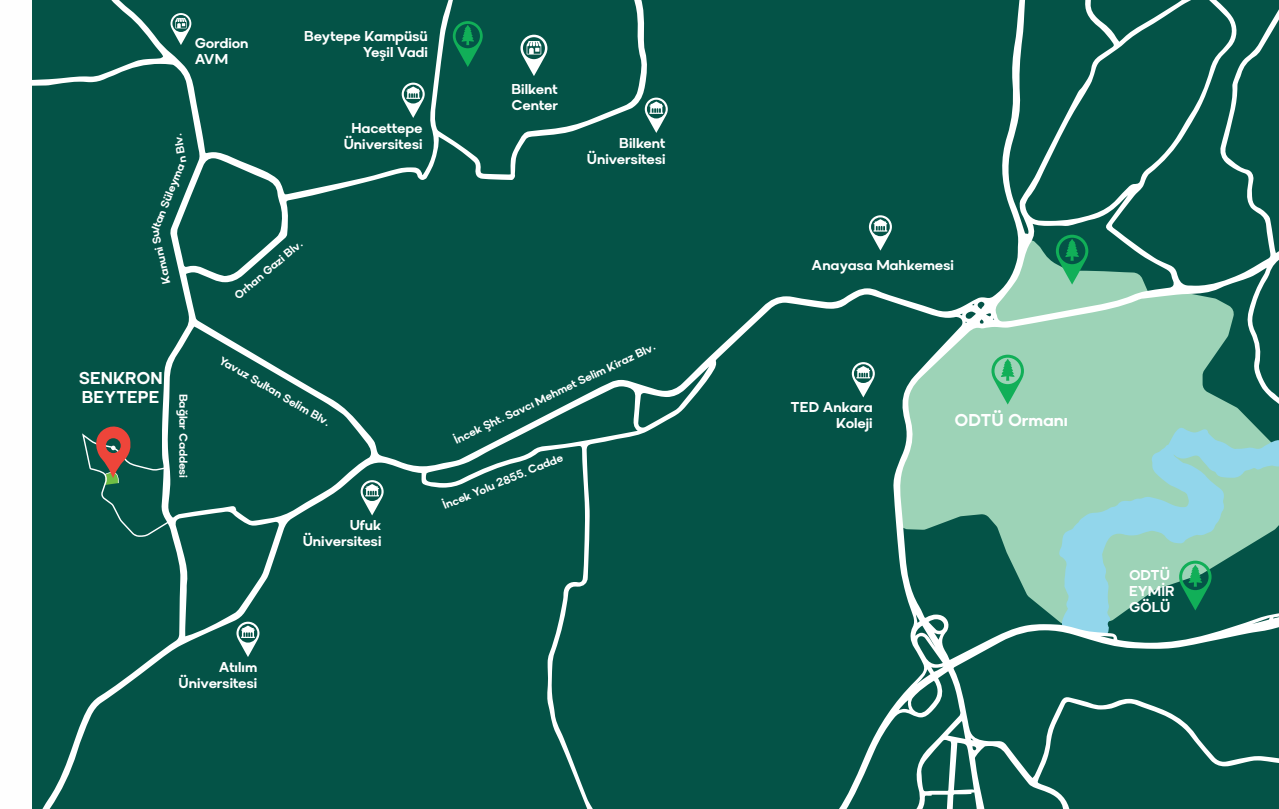 Gordion
AVM
Beytepe Kampüsü
Yeşil Vadi
Bilkent
Center
Hacettepe
Üniversitesi
Bilkent
Üniversitesi
Kanuni Sultan Süleyman Blv.
Orhan Gazi Blv.
Anayasa Mahkemesi
SENKRON
BEYTEPE
Bağlar Caddesi
Yavuz Sultan Selim Blv.
İncek Şht. Savcı Mehmet Selim Kiraz Blv.
İncek Yolu 2855. Cadde
TED Ankara
Koleji
ODTÜ Ormanı
Ufuk
Üniversitesi
ODTÜ
EYMİR
GÖLÜ
Atılım
Üniversitesi